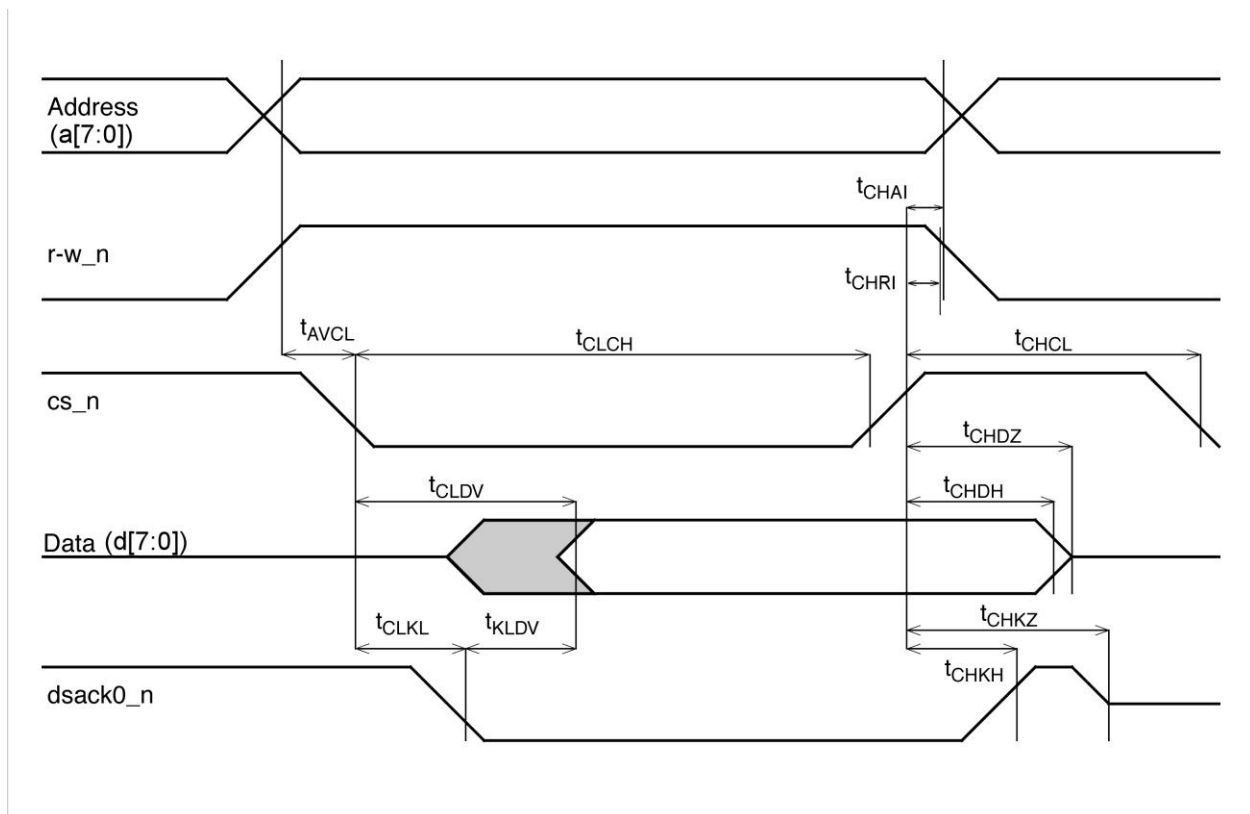 Address
(a[7:0])
tCHAI
r-w_n
tCHRI
tAVCL
tCLCH
tCHCL
cs_n
tCHDZ
tCLDV
tCHDH
Data (d[7:0])
tCLKL
tKLDV
tCHKZ
tCHKH
dsack0_n